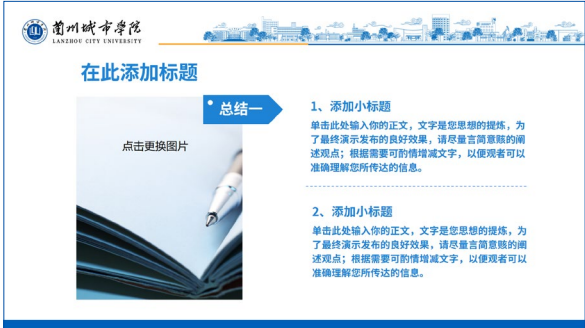 兰州城市学院
LANZHOU CITY UNIVERSITY
在此添加标题
总结一
点击更换图片
1、添加小标题
单击此处输入你的正文，文字是您思想的提炼，为
了最终演示发布的良好效果，请尽量言简意赅的阐
述观点；根据需要可酌情增减文字，以便观者可以
准确理解您所传达的信息。
2、添加小标题
单击此处输入你的正文，文字是您思想的提炼，为
了最终演示发布的良好效果，请尽量言简意赅的阐
述观点；根据需要可酌情增减文字，以便观者可以
准确理解您所传达的信息。